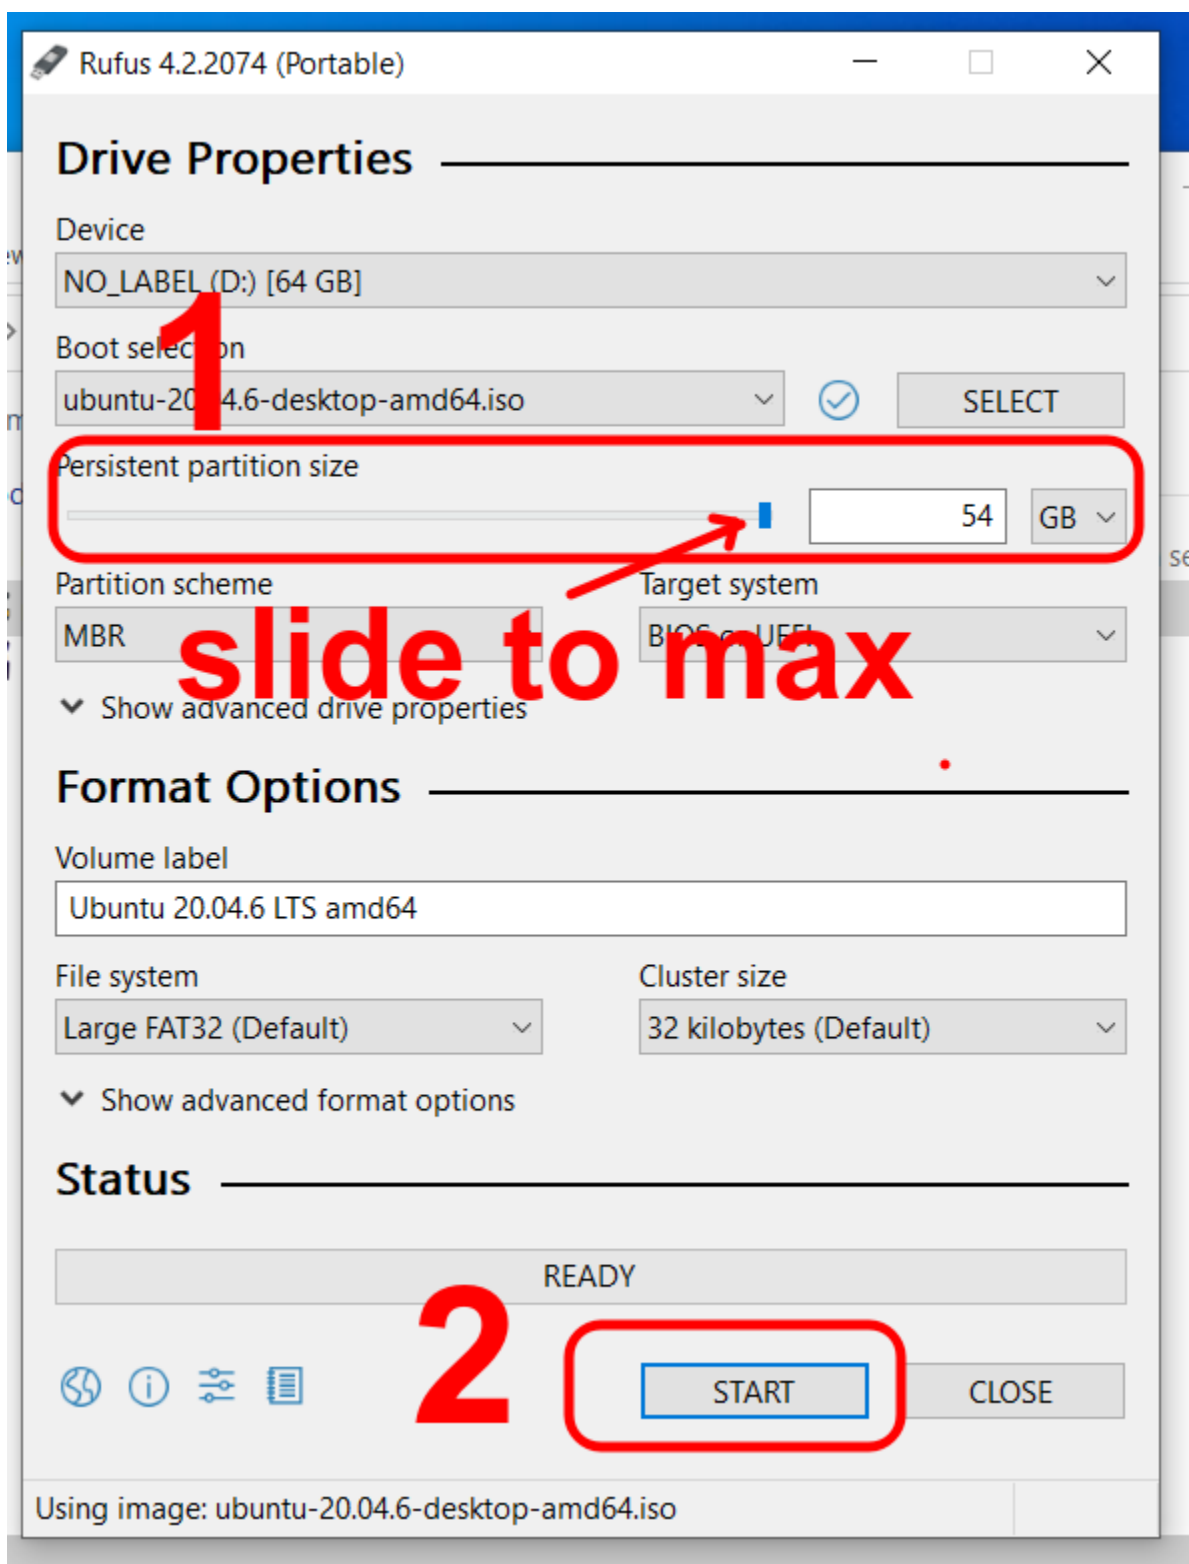 Rufus 4.2.2074 (Portable)
Drive Properties
Device
NO_LABEL (D:) [64 GB]
1
Boot selection
ubuntu-20.04.6-desktop-amd64.iso
SELECT
Persistent partition size
54
GB
Partition scheme
Target system
MBR
BIOS or UEFI
slide to max
Show advanced drive properties
Format Options
Volume label
Ubuntu 20.04.6 LTS amd64
File system
Cluster size
Large FAT32 (Default)
32 kilobytes (Default)
Show advanced format options
Status
READY
2
START
CLOSE
Using image: ubuntu-20.04.6-desktop-amd64.iso